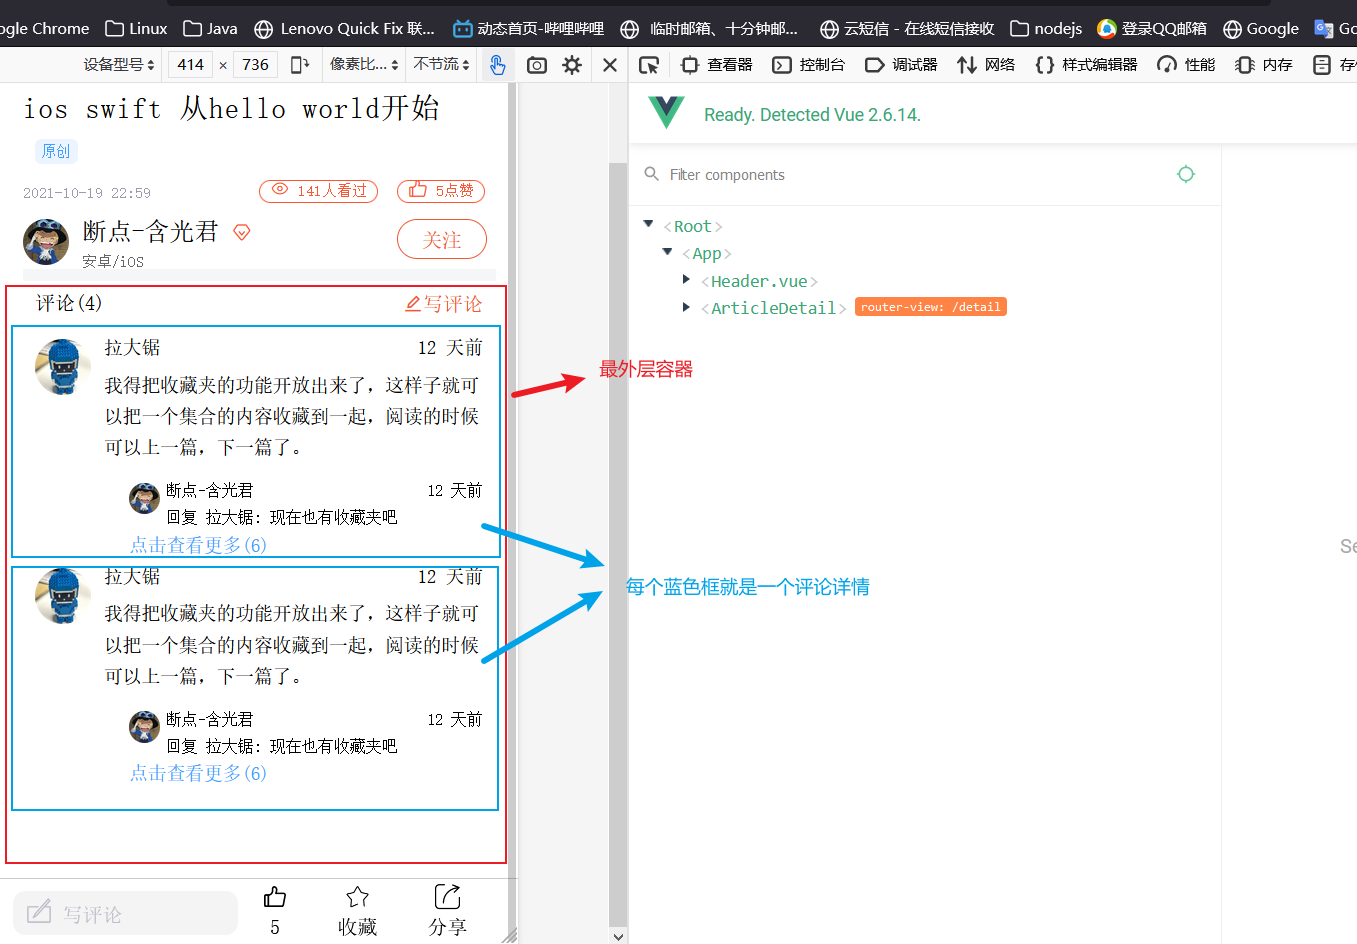 ogle Chrome Linux Java Lenovo Quick Fix 联... 动态首页-哔哩哔哩 临时邮箱、十分钟邮... 云短信 - 在线短信接收 nodejs 登录QQ邮箱 Google Go
设备型号 414 × 736 像素比... 不节流 查看器 控制台 调试器 网络 样式编辑器 性能 内存 存
ios swift 从hello world开始
原创
2021-10-19 22:59 141人看过 5点赞
断点-含光君 关注
安卓/iOS
评论(4) 写评论
拉大锯 12 天前
我得把收藏夹的功能开放出来了，这样子就可
以把一个集合的内容收藏到一起，阅读的时候
可以上一篇，下一篇了。
断点-含光君 12 天前
回复 拉大锯: 现在也有收藏夹吧
点击查看更多(6)
拉大锯 12 天前
我得把收藏夹的功能开放出来了，这样子就可
以把一个集合的内容收藏到一起，阅读的时候
可以上一篇，下一篇了。
断点-含光君 12 天前
回复 拉大锯: 现在也有收藏夹吧
点击查看更多(6)
写评论
5 收藏 分享
最外层容器
每个蓝色框就是一个评论详情
Ready. Detected Vue 2.6.14.
Filter components
<Root>
<App>
<Header.vue>
<ArticleDetail> router-view: /detail
Se